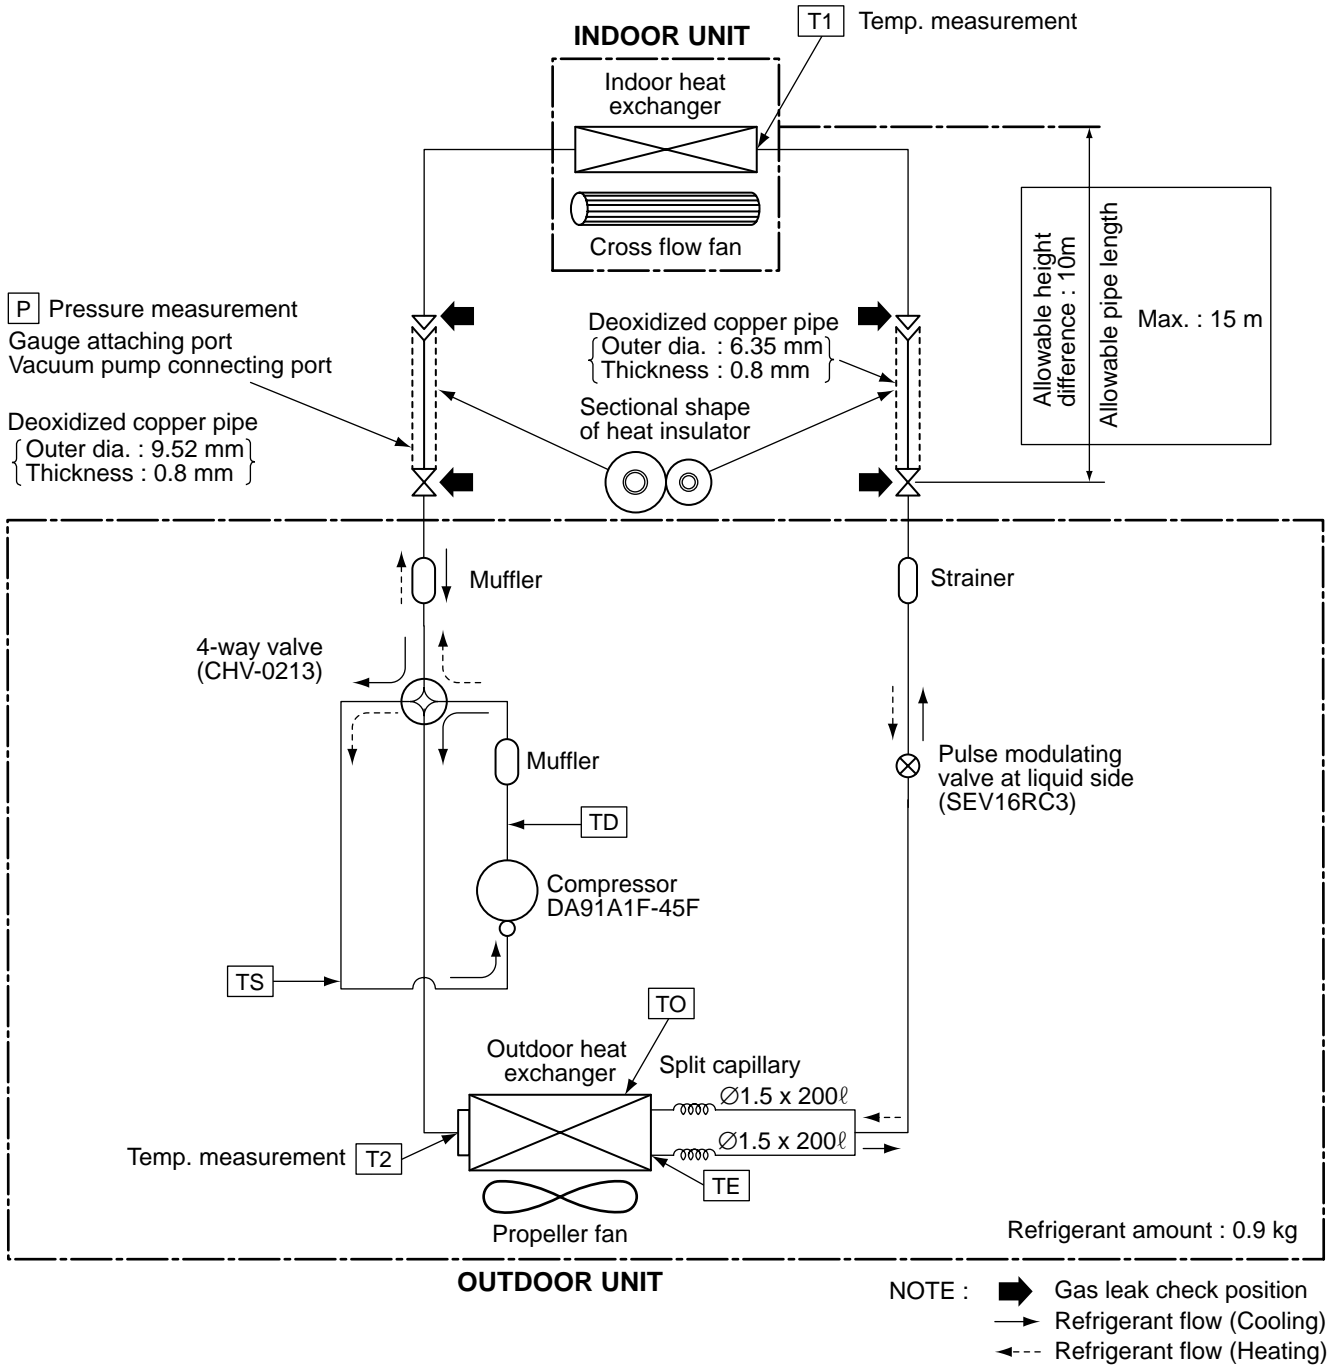 T1 Temp. measurement
INDOOR UNIT
Indoor heat
exchanger
Cross flow fan
P Pressure measurement
Gauge attaching port
Vacuum pump connecting port
Deoxidized copper pipe
Outer dia. : 9.52 mm
Thickness : 0.8 mm
Deoxidized copper pipe
Outer dia. : 6.35 mm
Thickness : 0.8 mm
Sectional shape
of heat insulator
Allowable height
difference : 10m
Allowable pipe length
Max. : 15 m
Muffler
Strainer
4-way valve
(CHV-0213)
Muffler
Pulse modulating
valve at liquid side
(SEV16RC3)
TD
Compressor
DA91A1F-45F
TS
TO
Outdoor heat
exchanger
Split capillary
∅1.5 x 200ℓ
∅1.5 x 200ℓ
Temp. measurement T2
TE
Propeller fan
Refrigerant amount : 0.9 kg
OUTDOOR UNIT
NOTE : Gas leak check position
Refrigerant flow (Cooling)
Refrigerant flow (Heating)